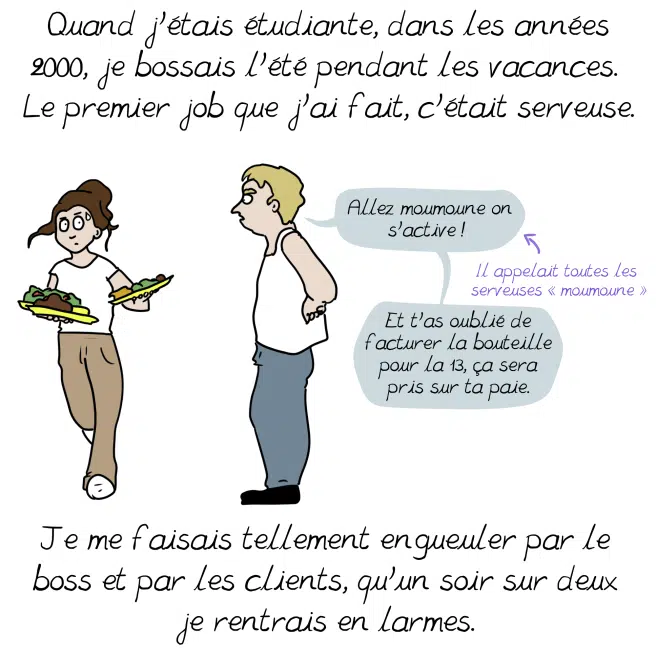 Quand j'étais étudiante, dans les années
2000, je bossais l'été pendant les vacances.
Le premier job que j'ai fait, c'était serveuse.
Allez moumoune on
s'active !
Il appelait toutes les
serveuses « moumoune »
Et t'as oublié de
facturer la bouteille
pour la 13, ça sera
pris sur ta paie.
Je me faisais tellement engueuler par le
boss et par les clients, qu'un soir sur deux
je rentrais en larmes.